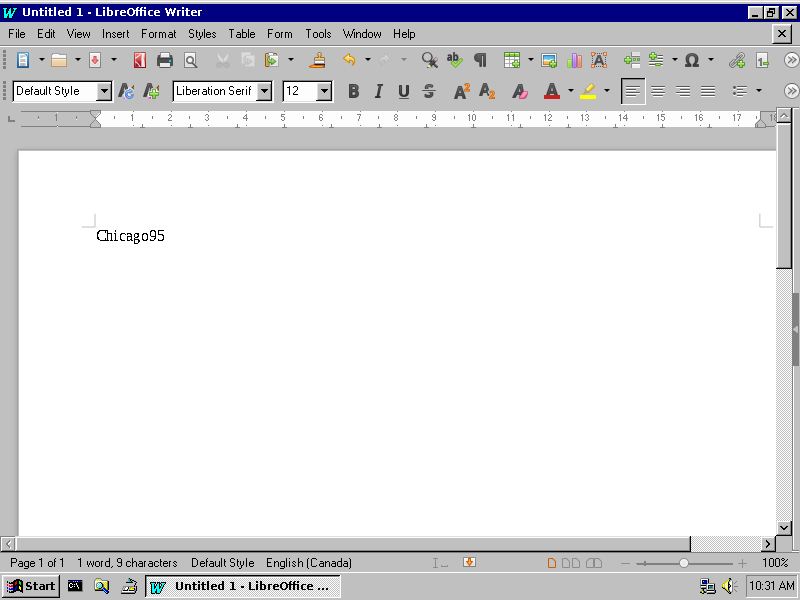 Untitled 1 - LibreOffice Writer
File Edit View Insert Format Styles Table Form Tools Window Help
Default Style Liberation Serif 12
1 1 2 3 4 5 6 7 8 9 10 11 12 13 14 15 16 17 18
Chicago95
Page 1 of 1 1 word, 9 characters Default Style English (Canada) 100%
Start Untitled 1 - LibreOffice ... 10:31 AM